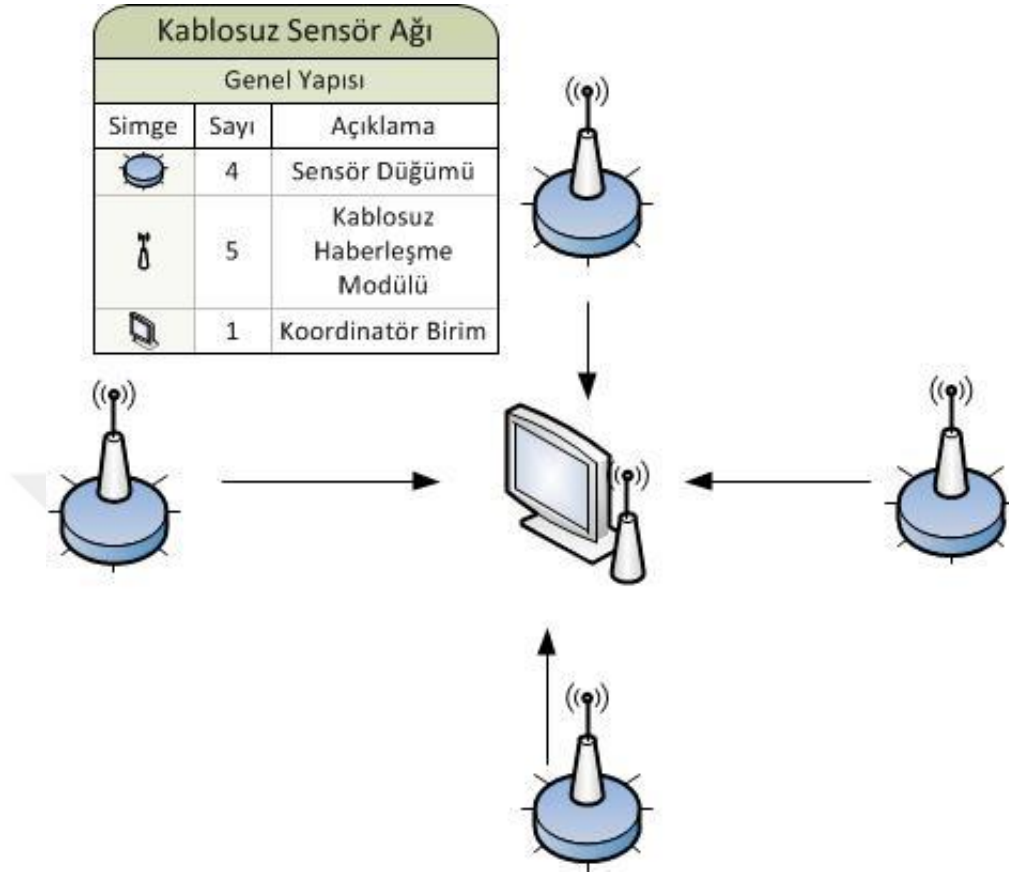 Kablosuz Sensör Ağı
Genel Yapısı
Simge Sayı Açıklama
4 Sensör Düğümü
5 Kablosuz
Haberleşme
Modülü
1 Koordinatör Birim